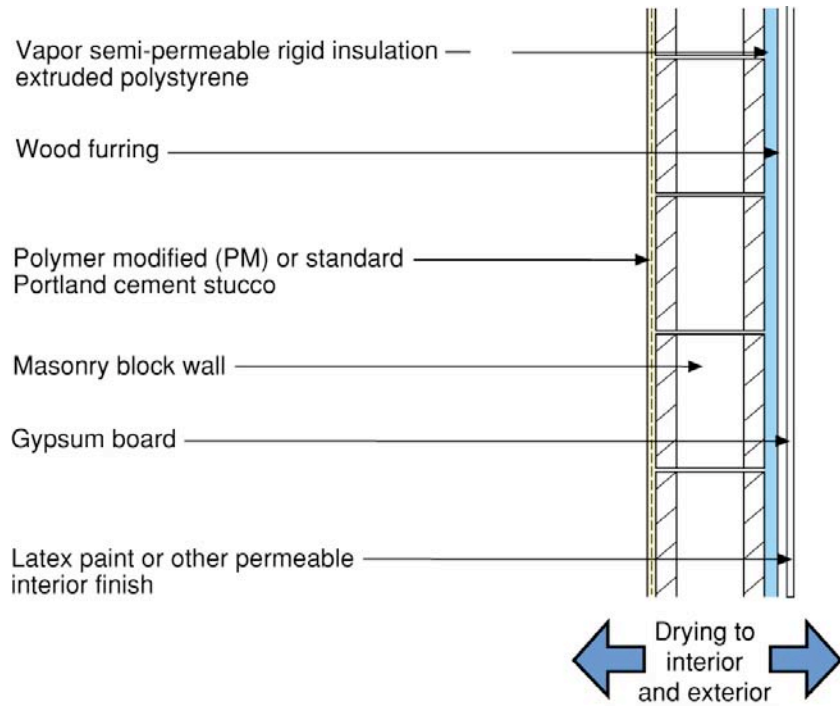 Vapor semi-permeable rigid insulation —
extruded polystyrene
Wood furring
Polymer modified (PM) or standard
Portland cement stucco
Masonry block wall
Gypsum board
Latex paint or other permeable
interior finish
Drying to
interior
and exterior